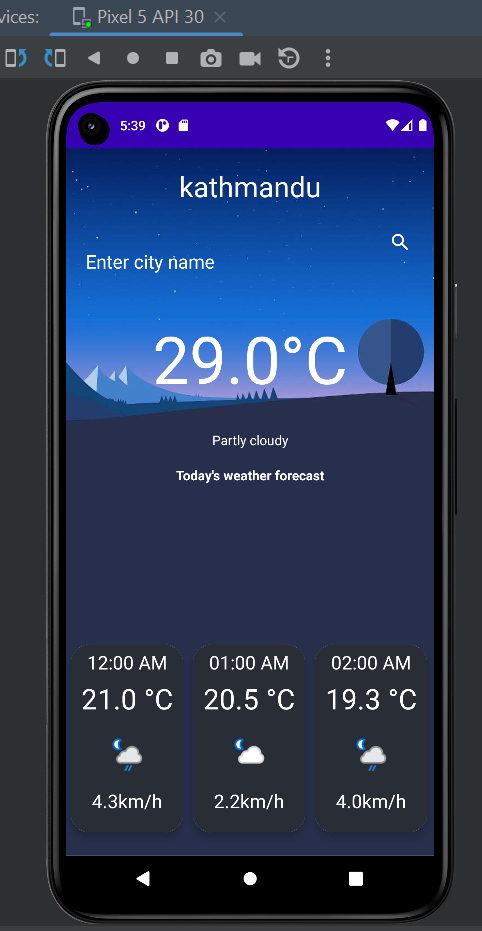 vices:
Pixel 5 API 30
5:39
kathmandu
Enter city name
29.0°C
Partly cloudy
Today's weather forecast
12:00 AM 01:00 AM 02:00 AM
21.0 °C 20.5 °C 19.3 °C
4.3km/h 2.2km/h 4.0km/h